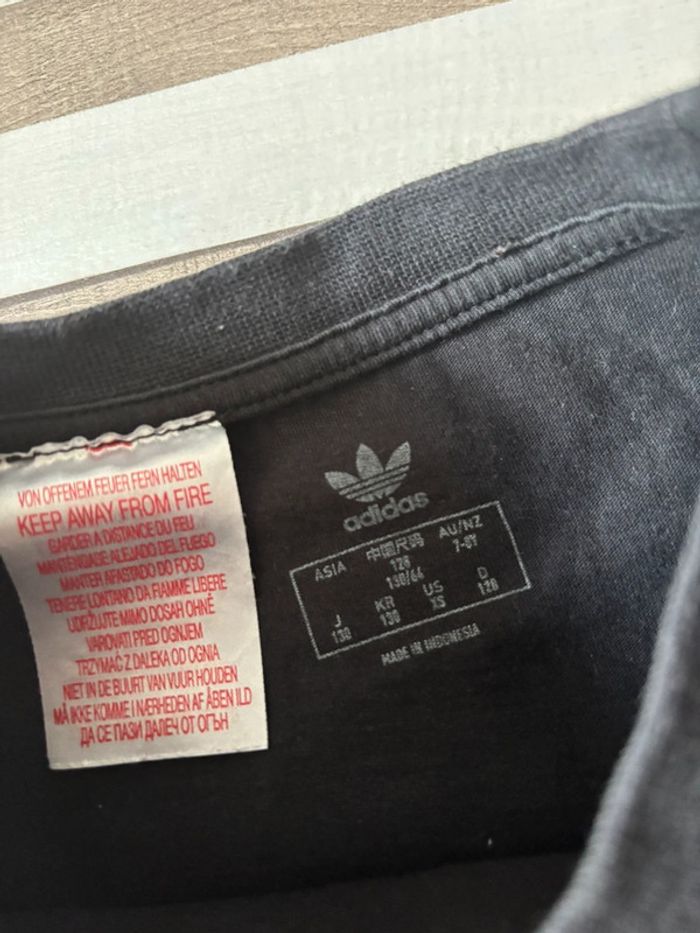 VON OFFENEM FEUER FERN HALTEN
KEEP AWAY FROM FIRE
GARDER A DISTANCE DU FEU
MANTENGASE ALEJADO DEL FUEGO
MANTER AFASTADO DO FOGO
TENERE LONTANO DA FIAMME LIBERE
UDRŽUJTE MIMO DOSAH OHNĚ
VAROVATI PRED OGNJEM
TRZYMAĆ Z DALEKA OD OGNIA
NIET IN DE BUURT VAN VUUR HOUDEN
MÅ IKKE KOMME I NÆRHEDEN AF ÅBEN ILD
ДА СЕ ПАЗИ ДАЛЕЧ ОТ ОГЪН
adidas
ASIA 中国尺码 AU/NZ
128 7-8Y
130/64
J KR US D
130 130 XS 128
MADE IN INDONESIA